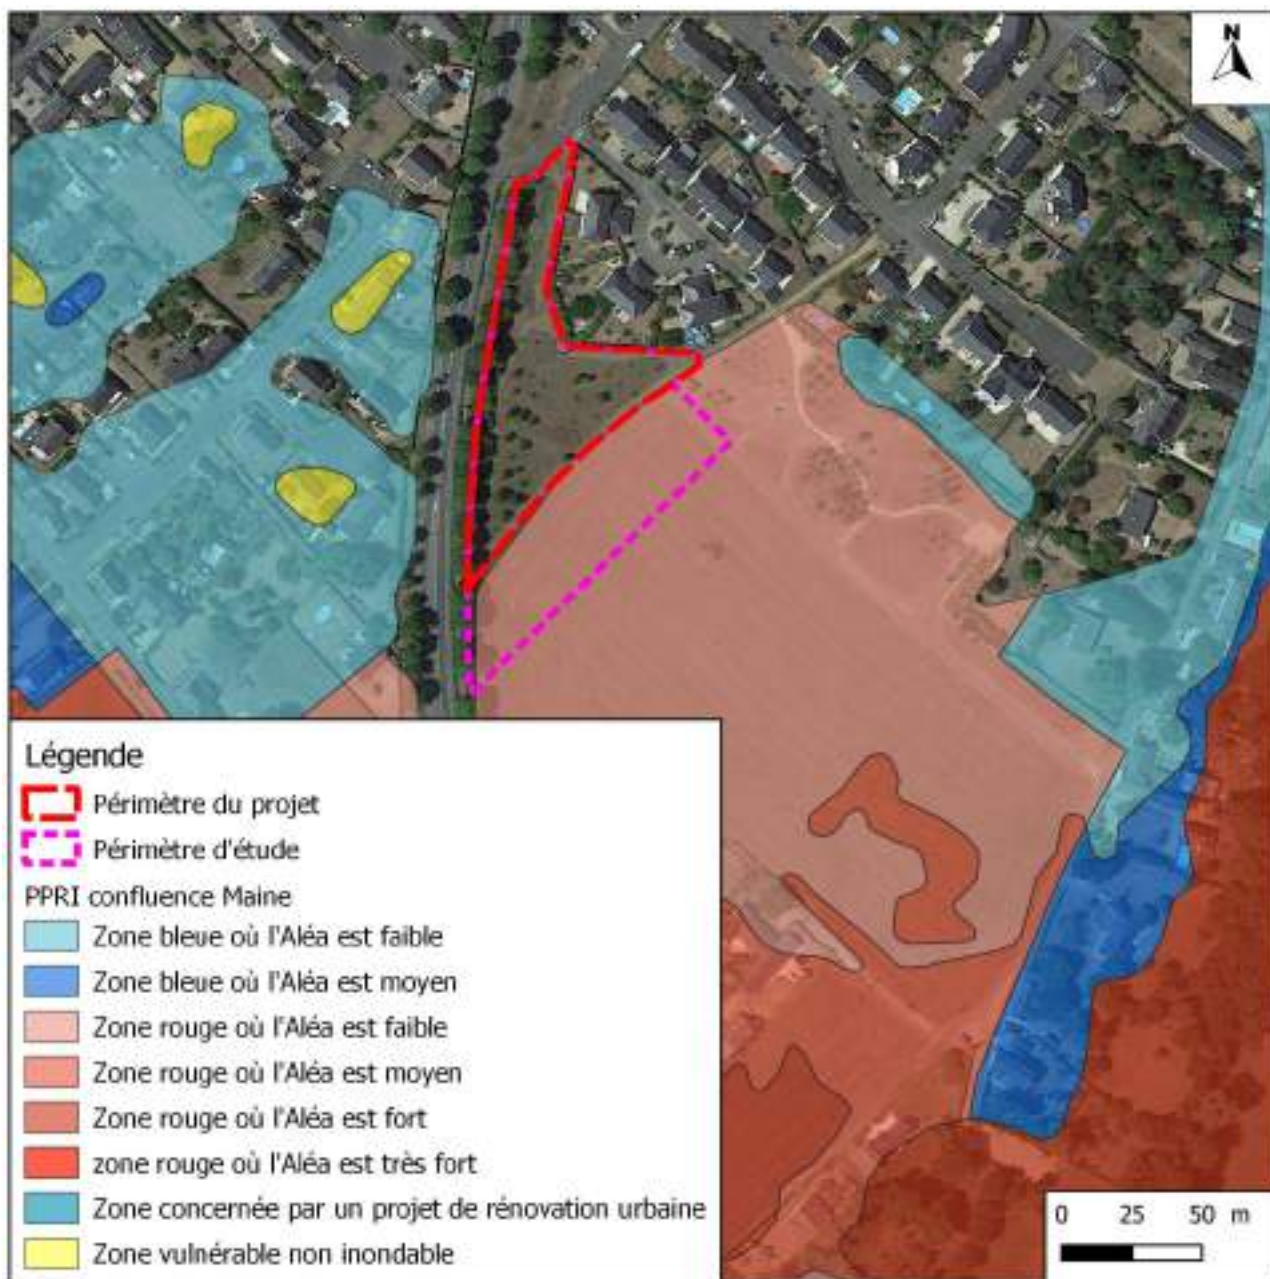 N
Légende
Périmètre du projet
Périmètre d'étude
PPRI confluence Maine
Zone bleue où l'Aléa est faible
Zone bleue où l'Aléa est moyen
Zone rouge où l'Aléa est faible
Zone rouge où l'Aléa est moyen
Zone rouge où l'Aléa est fort
zone rouge où l'Aléa est très fort
Zone concernée par un projet de rénovation urbaine
Zone vulnérable non inondable
0 25 50 m